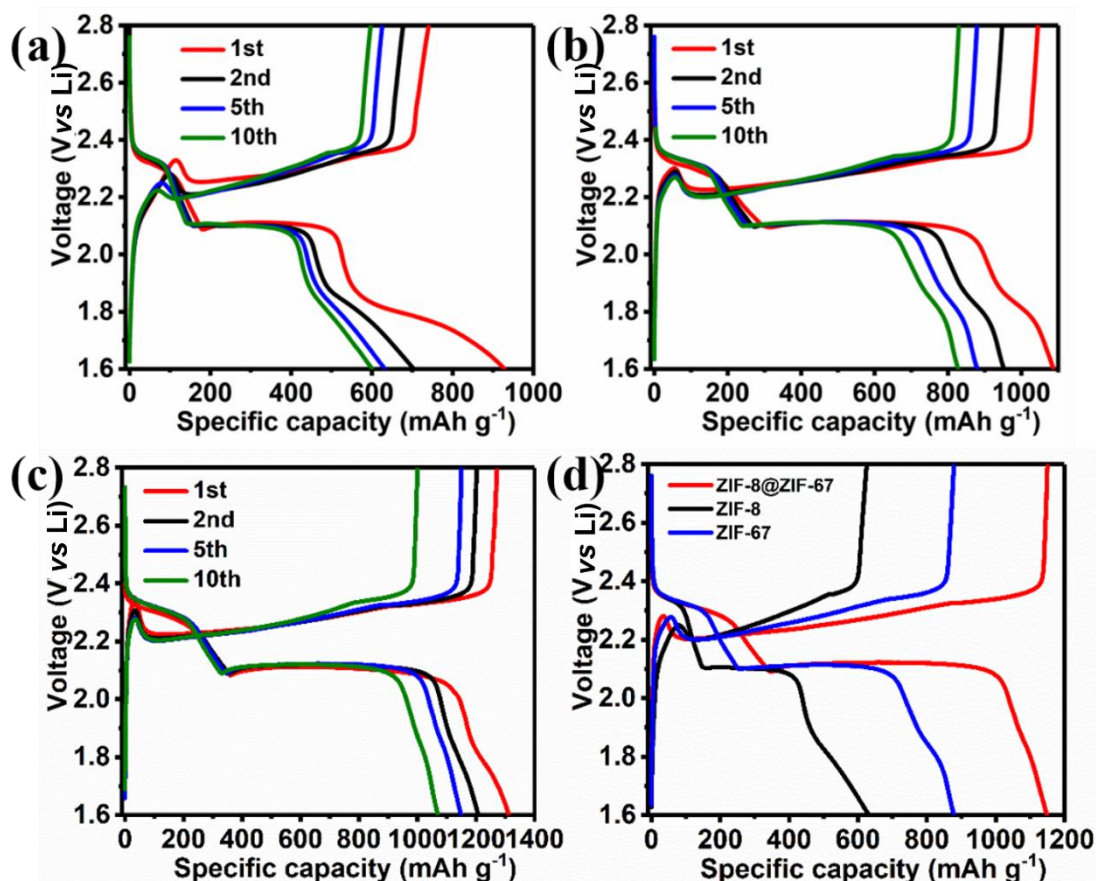 (a)
2.8
2.6
2.4
2.2
2.0
1.8
1.6
Voltage (V vs Li)
1st
2nd
5th
10th
0 200 400 600 800 1000
Specific capacity (mAh g⁻¹)
(b)
2.8
2.6
2.4
2.2
2.0
1.8
1.6
Voltage (V vs Li)
1st
2nd
5th
10th
0 200 400 600 800 1000
Specific capacity (mAh g⁻¹)
(c)
2.8
2.6
2.4
2.2
2.0
1.8
1.6
Voltage (V vs Li)
1st
2nd
5th
10th
0 200 400 600 800 1000 1200 1400
Specific capacity (mAh g⁻¹)
(d)
2.8
2.6
2.4
2.2
2.0
1.8
1.6
Voltage (V vs Li)
ZIF-8@ZIF-67
ZIF-8
ZIF-67
0 200 400 600 800 1000 1200
Specific capacity (mAh g⁻¹)